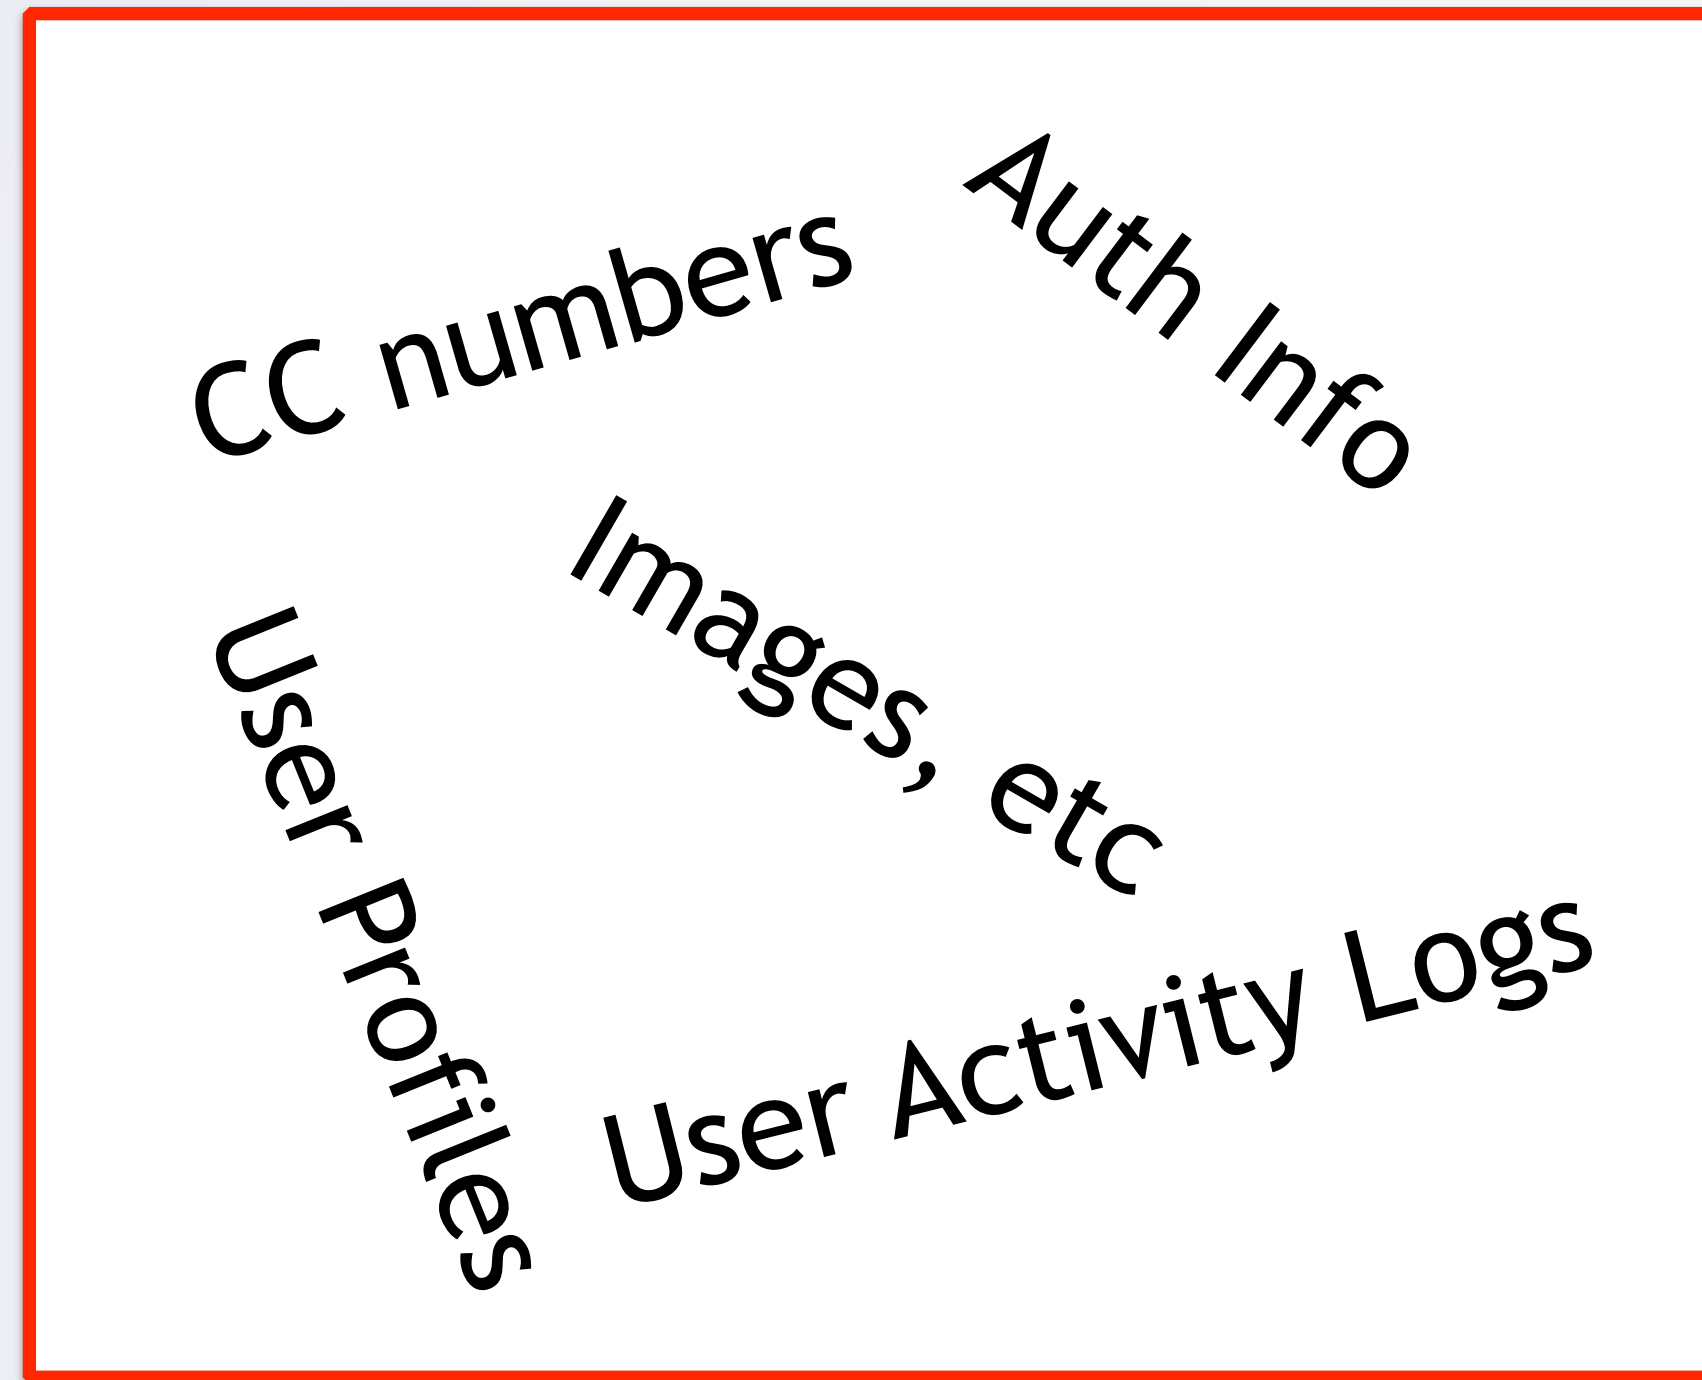 CC numbers
Auth Info
Images, etc
User Profiles
User Activity Logs